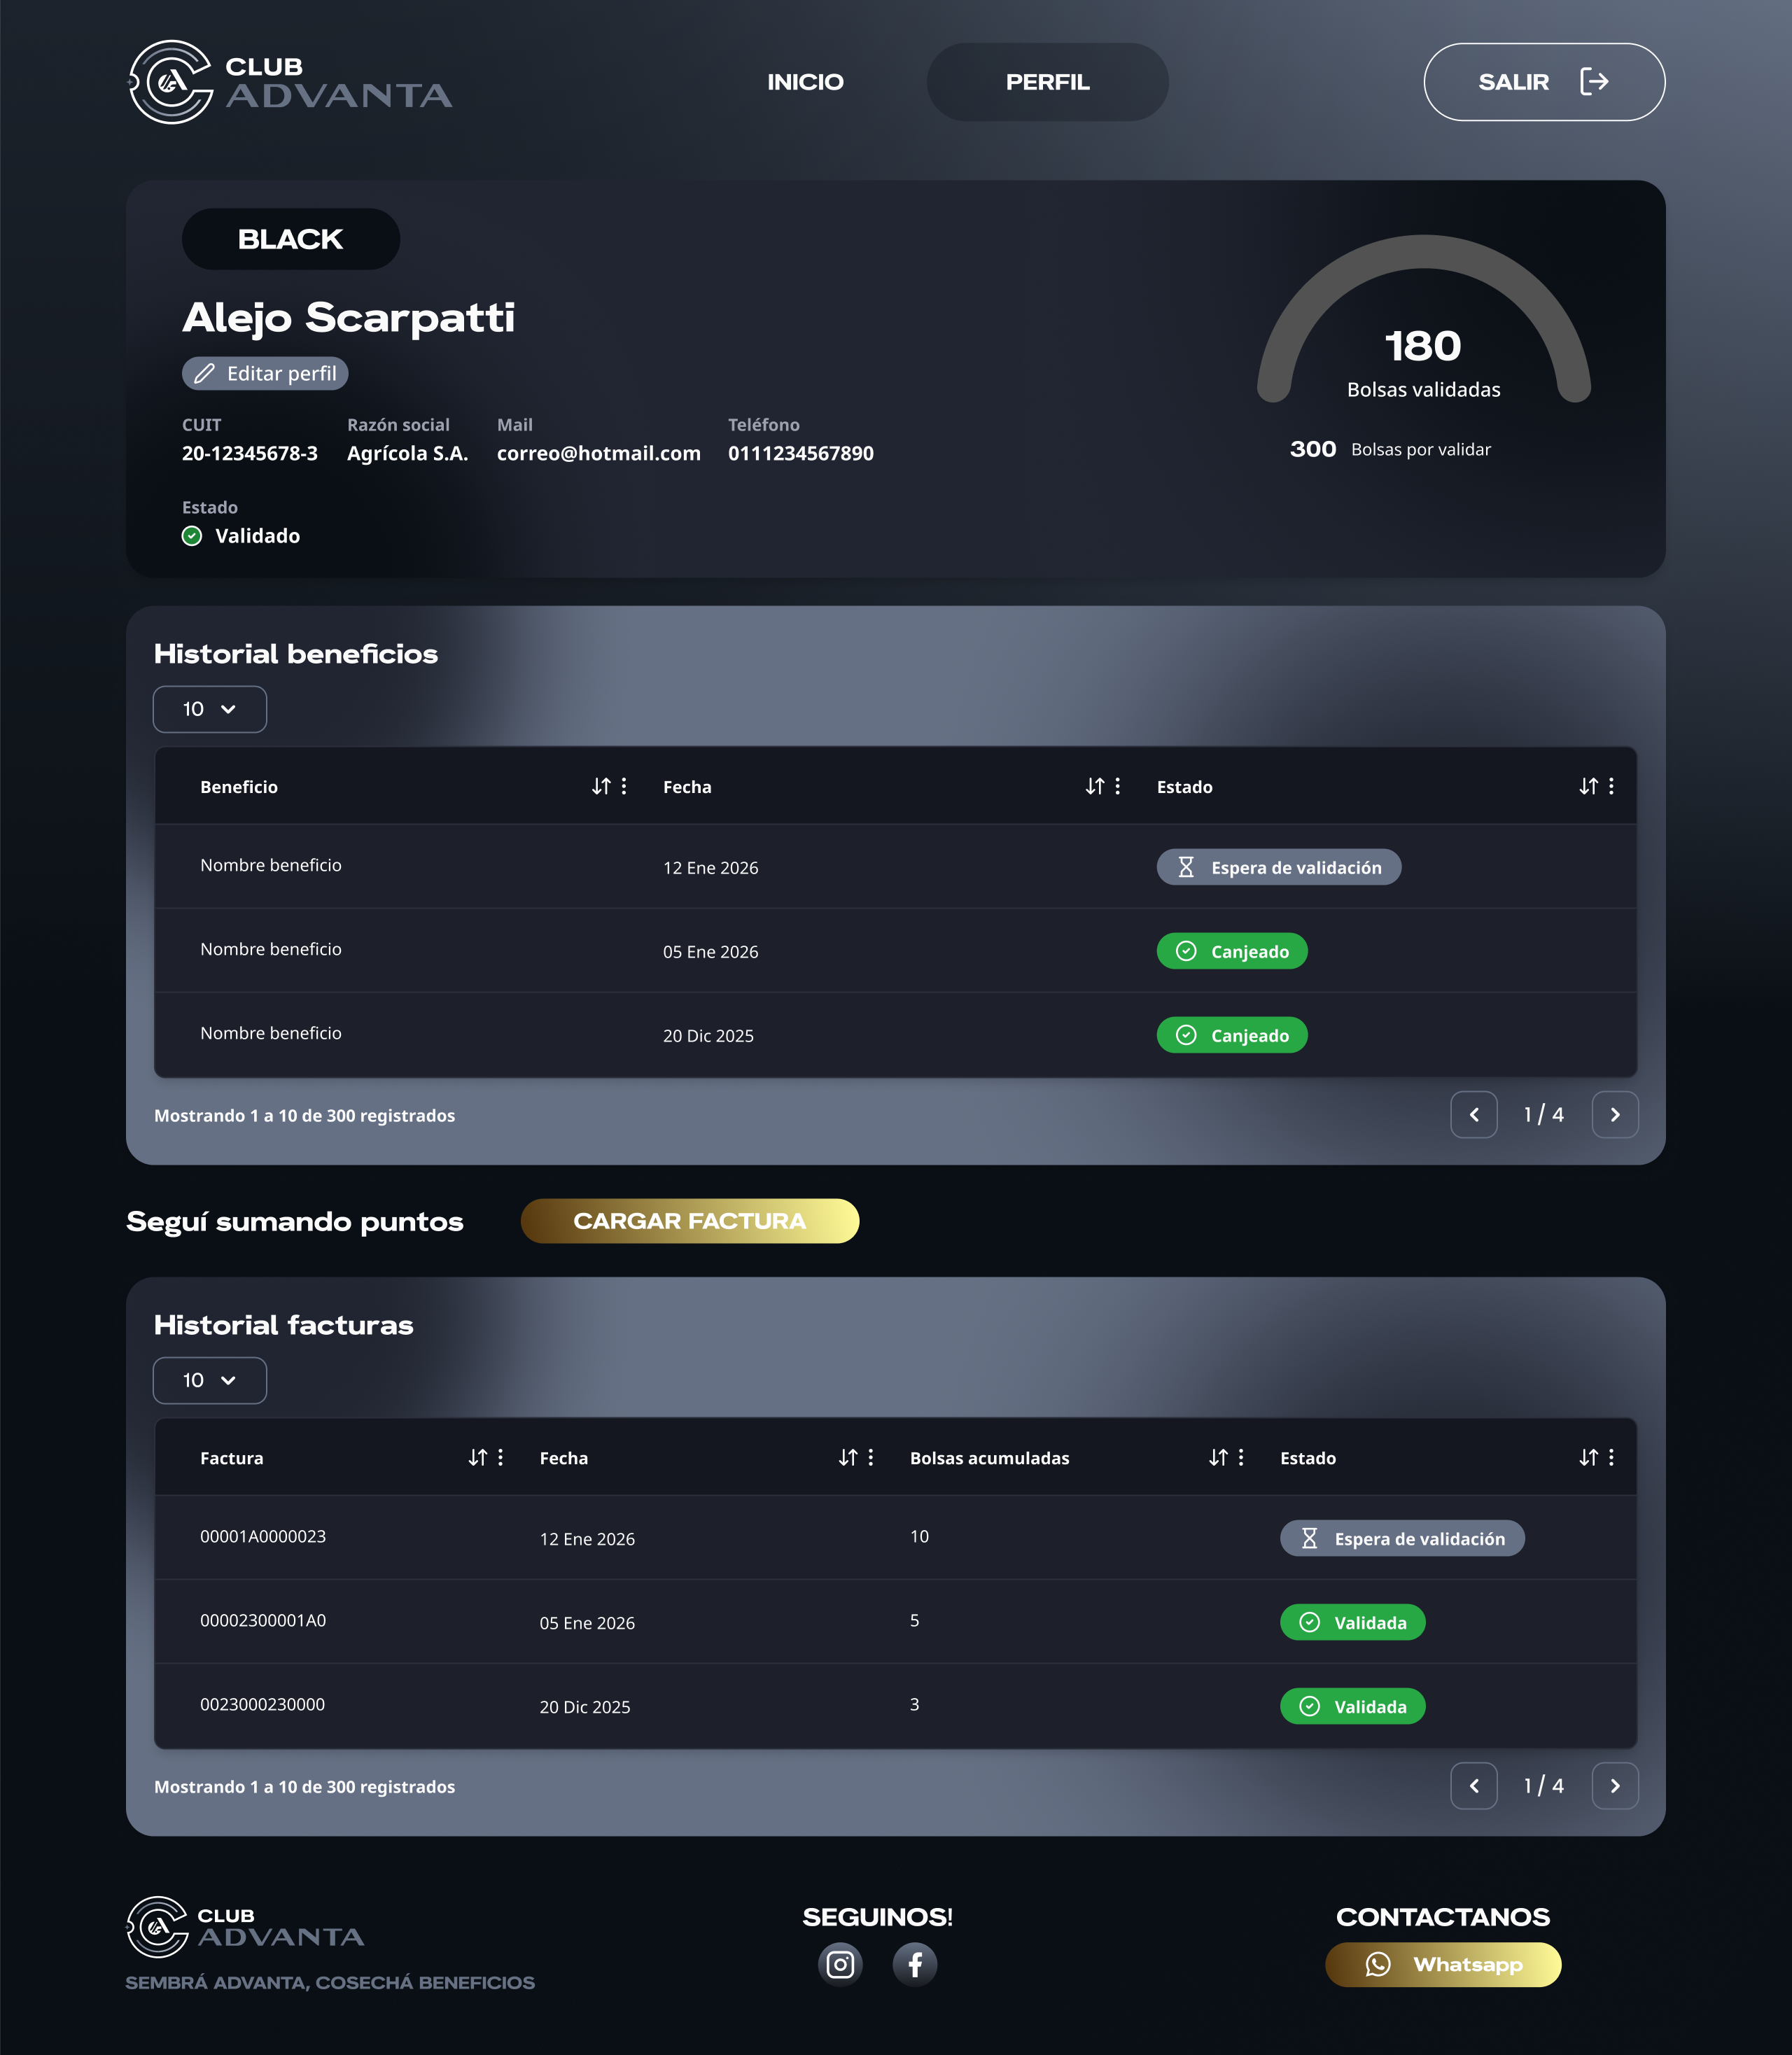 CLUB
ADVANTA
INICIO
PERFIL
SALIR
BLACK
Alejo Scarpatti
Editar perfil
CUIT
20-12345678-3
Razón social
Agrícola S.A.
Mail
correo@hotmail.com
Teléfono
0111234567890
Estado
Validado
180
Bolsas validadas
300 Bolsas por validar
Historial beneficios
10
Beneficio Fecha Estado
Nombre beneficio 12 Ene 2026 Espera de validación
Nombre beneficio 05 Ene 2026 Canjeado
Nombre beneficio 20 Dic 2025 Canjeado
Mostrando 1 a 10 de 300 registrados
1 / 4
Seguí sumando puntos
CARGAR FACTURA
Historial facturas
10
Factura Fecha Bolsas acumuladas Estado
00001A0000023 12 Ene 2026 10 Espera de validación
00002300001A0 05 Ene 2026 5 Validada
0023000230000 20 Dic 2025 3 Validada
Mostrando 1 a 10 de 300 registrados
1 / 4
CLUB
ADVANTA
SEMBRÁ ADVANTA, COSECHÁ BENEFICIOS
SEGUINOS!
CONTACTANOS
Whatsapp